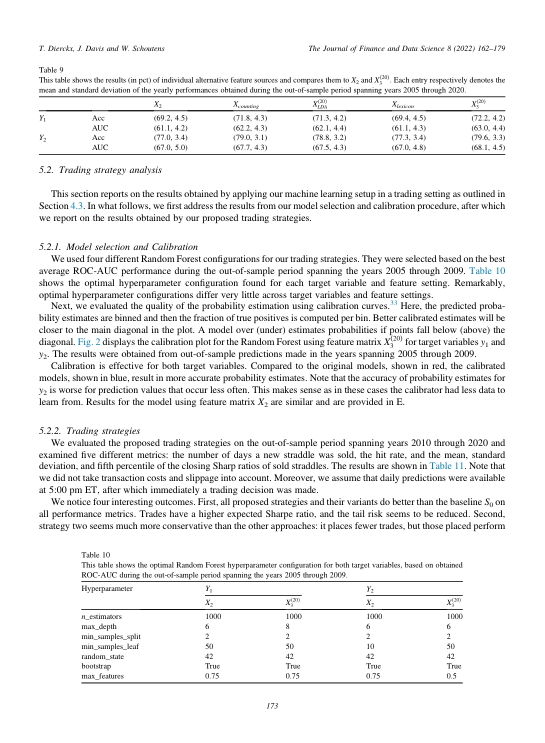 T. Diercks, J. Davis and W. Schoutens The Journal of Finance and Data Science 8 (2022) 162–179
Table 9
This table shows the results (in pct) of individual alternative feature sources and compares them to X2 and X3^(20). Each entry respectively denotes the
mean and standard deviation of the yearly performances obtained during the out-of-sample period spanning years 2005 through 2020.
X2 Xcounting XLDA^(20) Xlexicon X3^(20)
Y1 Acc (69.2, 4.5) (71.8, 4.3) (71.3, 4.2) (69.4, 4.5) (72.2, 4.2)
AUC (61.1, 4.2) (62.2, 4.3) (62.1, 4.4) (61.1, 4.3) (63.0, 4.4)
Y2 Acc (77.0, 3.4) (79.0, 3.1) (78.8, 3.2) (77.3, 3.4) (79.6, 3.3)
AUC (67.0, 5.0) (67.7, 4.3) (67.5, 4.3) (67.0, 4.8) (68.1, 4.5)
5.2. Trading strategy analysis
This section reports on the results obtained by applying our machine learning setup in a trading setting as outlined in
Section 4.3. In what follows, we first address the results from our model selection and calibration procedure, after which
we report on the results obtained by our proposed trading strategies.
5.2.1. Model selection and Calibration
We used four different Random Forest configurations for our trading strategies. They were selected based on the best
average ROC-AUC performance during the out-of-sample period spanning the years 2005 through 2009. Table 10
shows the optimal hyperparameter configuration found for each target variable and feature setting. Remarkably,
optimal hyperparameter configurations differ very little across target variables and feature settings.
Next, we evaluated the quality of the probability estimation using calibration curves.33 Here, the predicted proba-
bility estimates are binned and then the fraction of true positives is computed per bin. Better calibrated estimates will be
closer to the main diagonal in the plot. A model over (under) estimates probabilities if points fall below (above) the
diagonal. Fig. 2 displays the calibration plot for the Random Forest using feature matrix X3^(20) for target variables y1 and
y2. The results were obtained from out-of-sample predictions made in the years spanning 2005 through 2009.
Calibration is effective for both target variables. Compared to the original models, shown in red, the calibrated
models, shown in blue, result in more accurate probability estimates. Note that the accuracy of probability estimates for
y2 is worse for prediction values that occur less often. This makes sense as in these cases the calibrator had less data to
learn from. Results for the model using feature matrix X2 are similar and are provided in E.
5.2.2. Trading strategies
We evaluated the proposed trading strategies on the out-of-sample period spanning years 2010 through 2020 and
examined five different metrics: the number of days a new straddle was sold, the hit rate, and the mean, standard
deviation, and fifth percentile of the closing Sharp ratios of sold straddles. The results are shown in Table 11. Note that
we did not take transaction costs and slippage into account. Moreover, we assume that daily predictions were available
at 5:00 pm ET, after which immediately a trading decision was made.
We notice four interesting outcomes. First, all proposed strategies and their variants do better than the baseline S0 on
all performance metrics. Trades have a higher expected Sharpe ratio, and the tail risk seems to be reduced. Second,
strategy two seems much more conservative than the other approaches: it places fewer trades, but those placed perform
Table 10
This table shows the optimal Random Forest hyperparameter configuration for both target variables, based on obtained
ROC-AUC during the out-of-sample period spanning the years 2005 through 2009.
Hyperparameter Y1 Y2
X2 X3^(20) X2 X3^(20)
n_estimators 1000 1000 1000 1000
max_depth 6 8 6 6
min_samples_split 2 2 2 2
min_samples_leaf 50 50 10 50
random_state 42 42 42 42
bootstrap True True True True
max_features 0.75 0.75 0.75 0.5
173